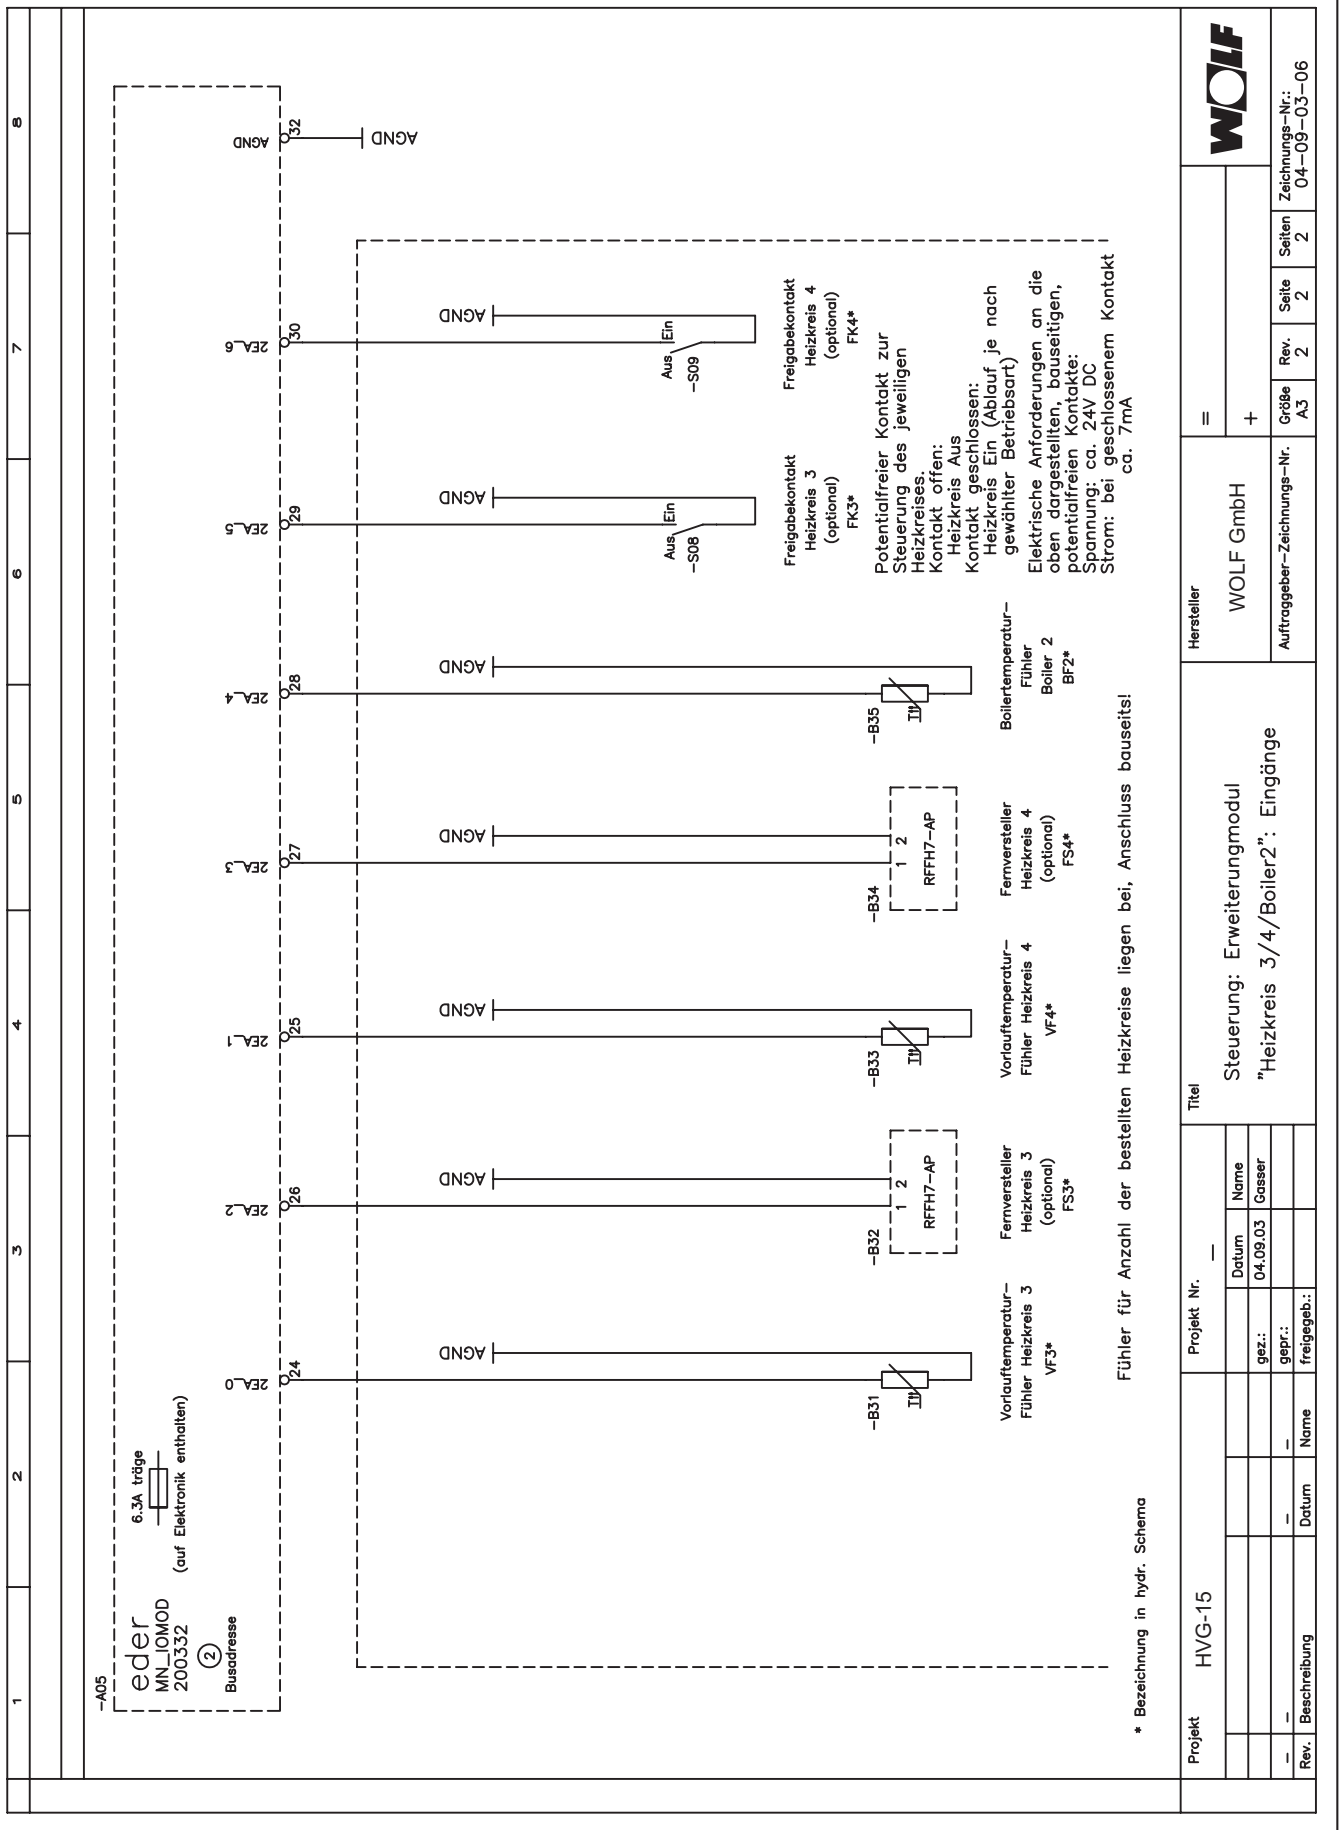 1
2
3
4
5
6
7
8
-A05
eder
MN_IOMOD
200332
2
Busadresse
6.3A träge
(auf Elektronik enthalten)
2EA_0
24
2EA_2
26
2EA_1
25
2EA_3
27
2EA_4
28
2EA_5
29
2EA_6
30
AGND
32
AGND
AGND
AGND
AGND
AGND
AGND
AGND
AGND
-B31
-B32
1 2
RFFH7-AP
-B33
-B34
1 2
RFFH7-AP
-B35
-S08
Aus
Ein
-S09
Aus
Ein
Vorlauftemperatur-
Fühler Heizkreis 3
VF3*
Fernversteller
Heizkreis 3
(optional)
FS3*
Vorlauftemperatur-
Fühler Heizkreis 4
VF4*
Fernversteller
Heizkreis 4
(optional)
FS4*
Boilertemperatur-
Fühler
Boiler 2
BF2*
Freigabekontakt
Heizkreis 3
(optional)
FK3*
Freigabekontakt
Heizkreis 4
(optional)
FK4*
Potentialfreier Kontakt zur
Steuerung des jeweiligen
Heizkreises.
Kontakt offen:
Heizkreis Aus
Kontakt geschlossen:
Heizkreis Ein (Ablauf je nach
gewählter Betriebsart)
Elektrische Anforderungen an die
oben dargestellten, bauseitigen,
potentialfreien Kontakte:
Spannung: ca. 24V DC
Strom: bei geschlossenem Kontakt
ca. 7mA
Fühler für Anzahl der bestellten Heizkreise liegen bei, Anschluss bauseits!
* Bezeichnung in hydr. Schema
Projekt
HVG-15
Projekt Nr.
—
Titel
Steuerung: Erweiterungmodul
"Heizkreis 3/4/Boiler2": Eingänge
Hersteller
WOLF GmbH
=
+
WOLF
Datum
Name
gez.:
04.09.03
Gasser
gepr.:
freigegeb.:
- - - -
Rev.
Beschreibung
Datum
Name
Auftraggeber-Zeichnungs-Nr.
Größe
A3
Rev.
2
Seite
2
Seiten
2
Zeichnungs-Nr.:
04-09-03-06